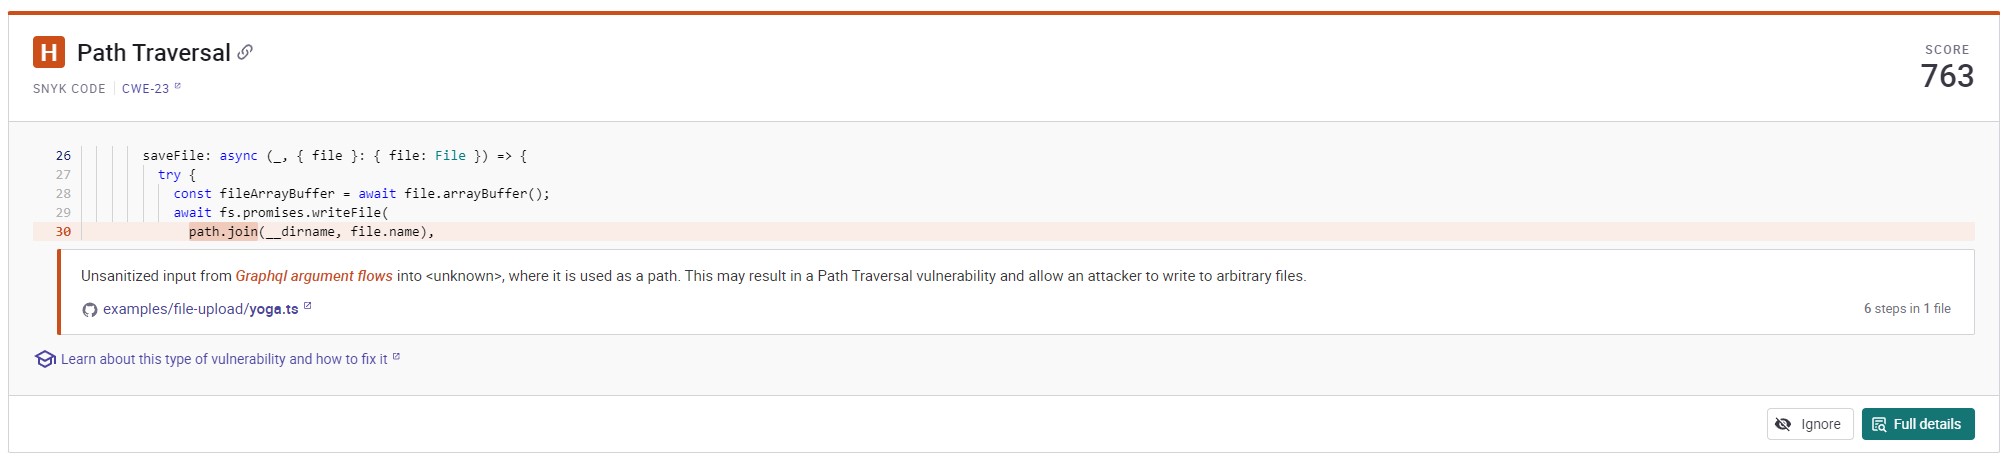 H Path Traversal
SCORE
763
SNYK CODE | CWE-23
26 saveFile: async (_, { file }: { file: File }) => {
27 try {
28 const fileArrayBuffer = await file.arrayBuffer();
29 await fs.promises.writeFile(
30 path.join(__dirname, file.name),
Unsanitized input from Graphql argument flows into <unknown>, where it is used as a path. This may result in a Path Traversal vulnerability and allow an attacker to write to arbitrary files.
examples/file-upload/yoga.ts
6 steps in 1 file
Learn about this type of vulnerability and how to fix it
Ignore
Full details